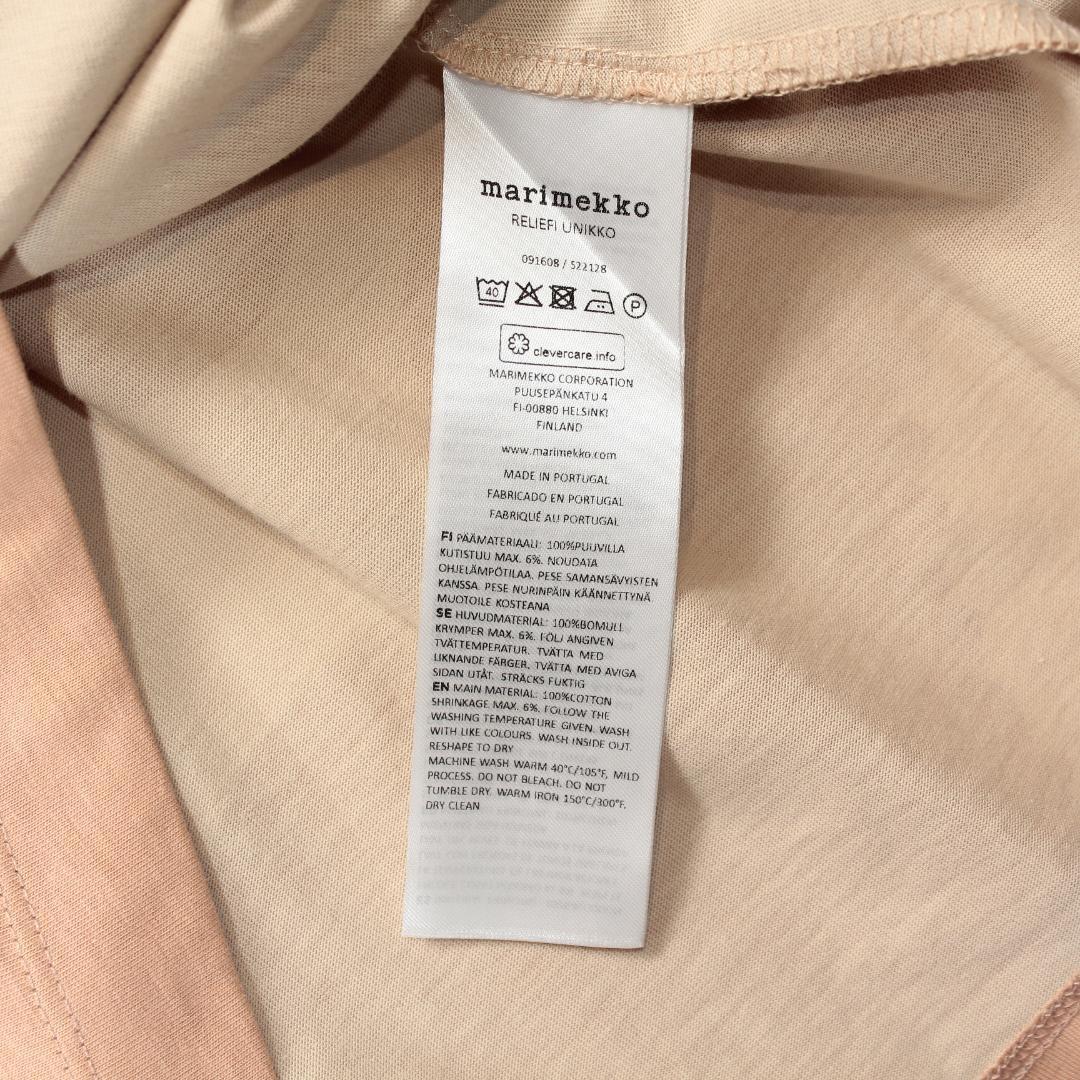 marimekko
RELIEFI UNIKKO
091608 / 522128
40
P
clevercare.info
MARIMEKKO CORPORATION
PUUSEPÄNKATU 4
FI-00880 HELSINKI
FINLAND
www.marimekko.com
MADE IN PORTUGAL
FABRICADO EN PORTUGAL
FABRIQUÉ AU PORTUGAL
FI PÄÄMATERIAALI: 100%PUUVILLA
KUTISTUU MAX. 6%. NOUDATA
OHJELÄMPÖTILAA. PESE SAMANSÄVYISTEN
KANSSA. PESE NURINPÄIN KÄÄNNETTYNÄ.
MUOTOILE KOSTEANA
SE HUVUDMATERIAL: 100%BOMULL
KRYMPER MAX. 6%. FÖLJ ANGIVEN
TVÄTTEMPERATUR. TVÄTTA MED
LIKNANDE FÄRGER. TVÄTTA MED AVIGA
SIDAN UTÅT. STRÄCKS FUKTIG
EN MAIN MATERIAL: 100%COTTON
SHRINKAGE MAX. 6%. FOLLOW THE
WASHING TEMPERATURE GIVEN. WASH
WITH LIKE COLOURS. WASH INSIDE OUT.
RESHAPE TO DRY
MACHINE WASH WARM 40°C/105°F, MILD
PROCESS. DO NOT BLEACH. DO NOT
TUMBLE DRY. WARM IRON 150°C/300°F.
DRY CLEAN